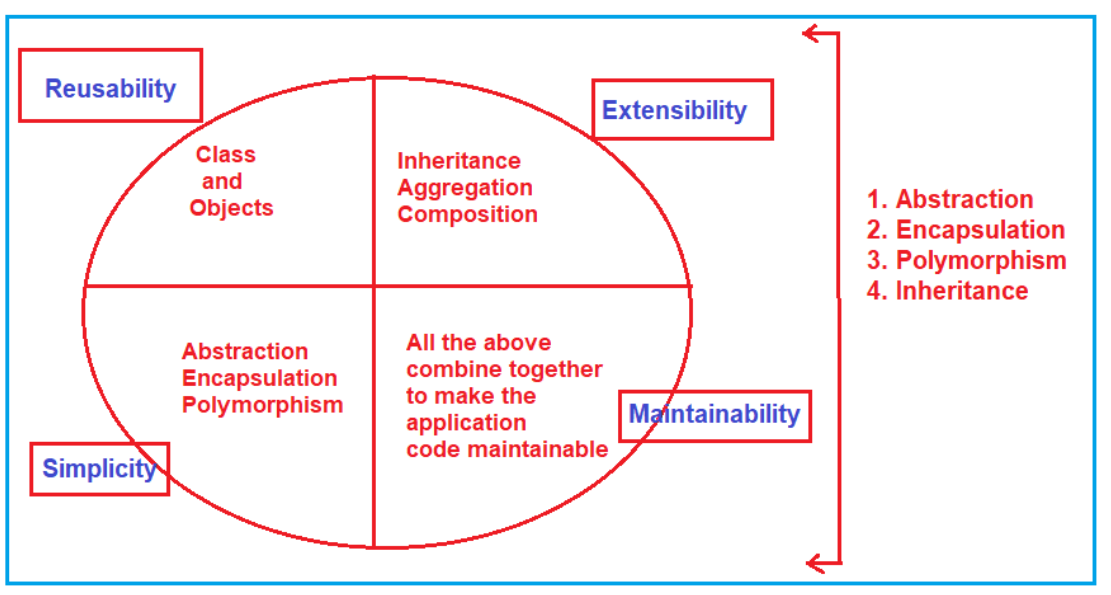 Reusability
Extensibility
Class
and
Objects
Inheritance
Aggregation
Composition
Abstraction
Encapsulation
Polymorphism
All the above
combine together
to make the
application
code maintainable
Simplicity
Maintainability
1. Abstraction
2. Encapsulation
3. Polymorphism
4. Inheritance